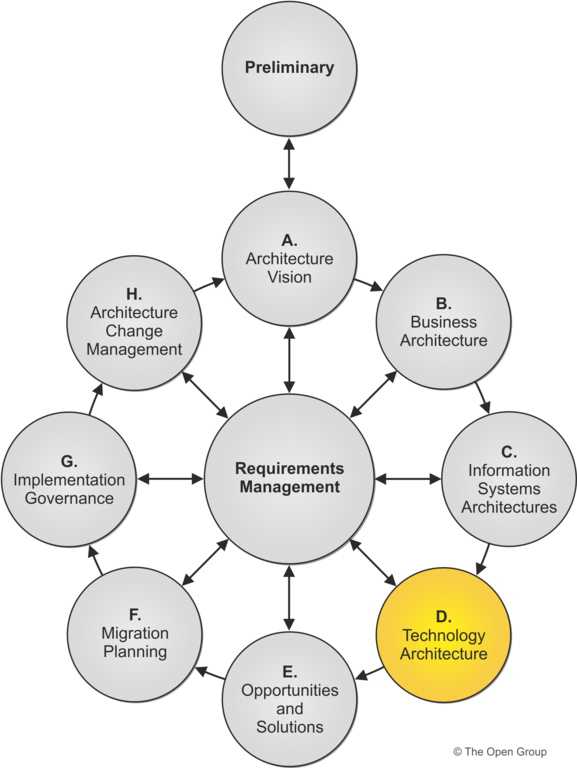 Preliminary
A.
Architecture
Vision
H.
Architecture
Change
Management
B.
Business
Architecture
G.
Implementation
Governance
Requirements
Management
C.
Information
Systems
Architectures
F.
Migration
Planning
D.
Technology
Architecture
E.
Opportunities
and
Solutions
© The Open Group